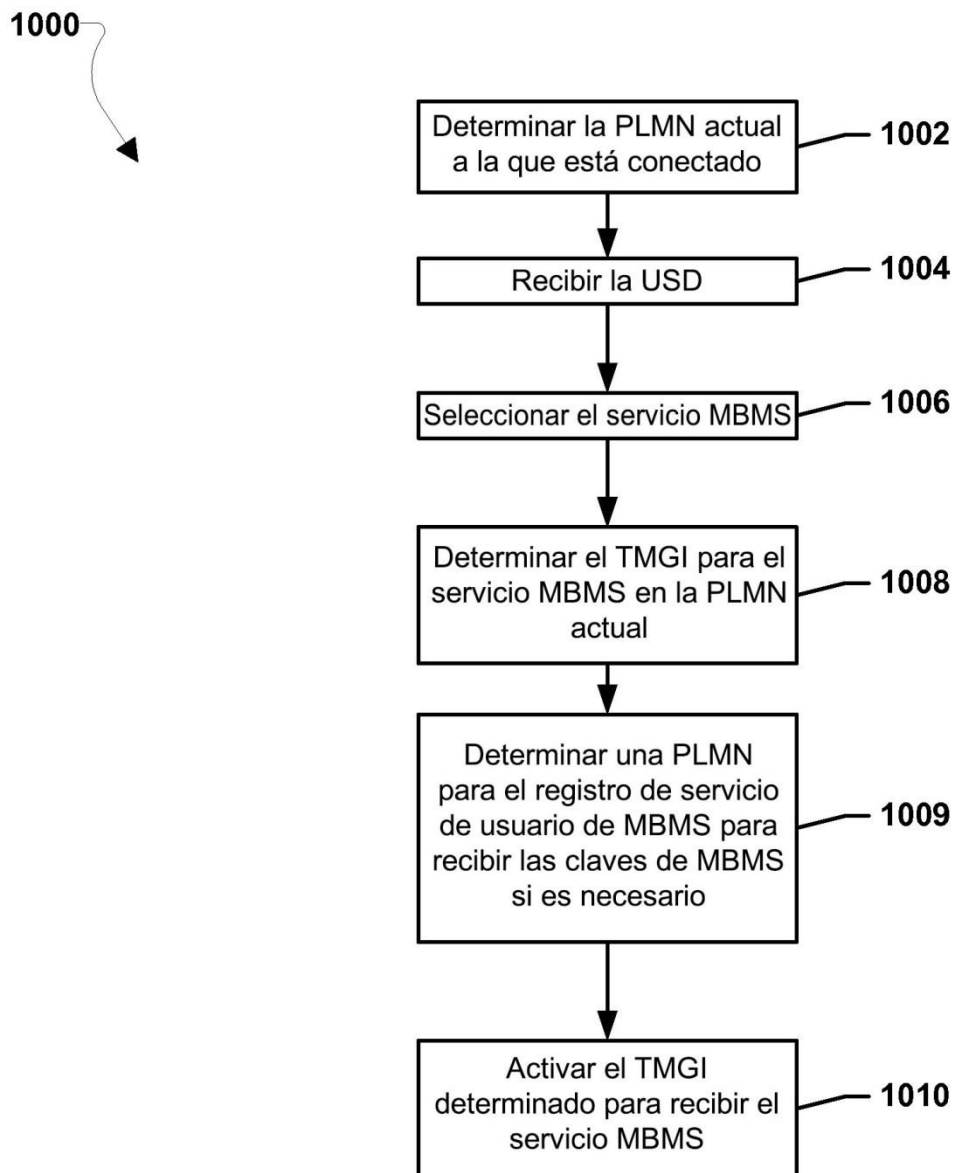 1000
Determinar la PLMN actual
a la que está conectado
1002
Recibir la USD
1004
Seleccionar el servicio MBMS
1006
Determinar el TMGI para el
servicio MBMS en la PLMN
actual
1008
Determinar una PLMN
para el registro de servicio
de usuario de MBMS para
recibir las claves de MBMS
si es necesario
1009
Activar el TMGI
determinado para recibir el
servicio MBMS
1010